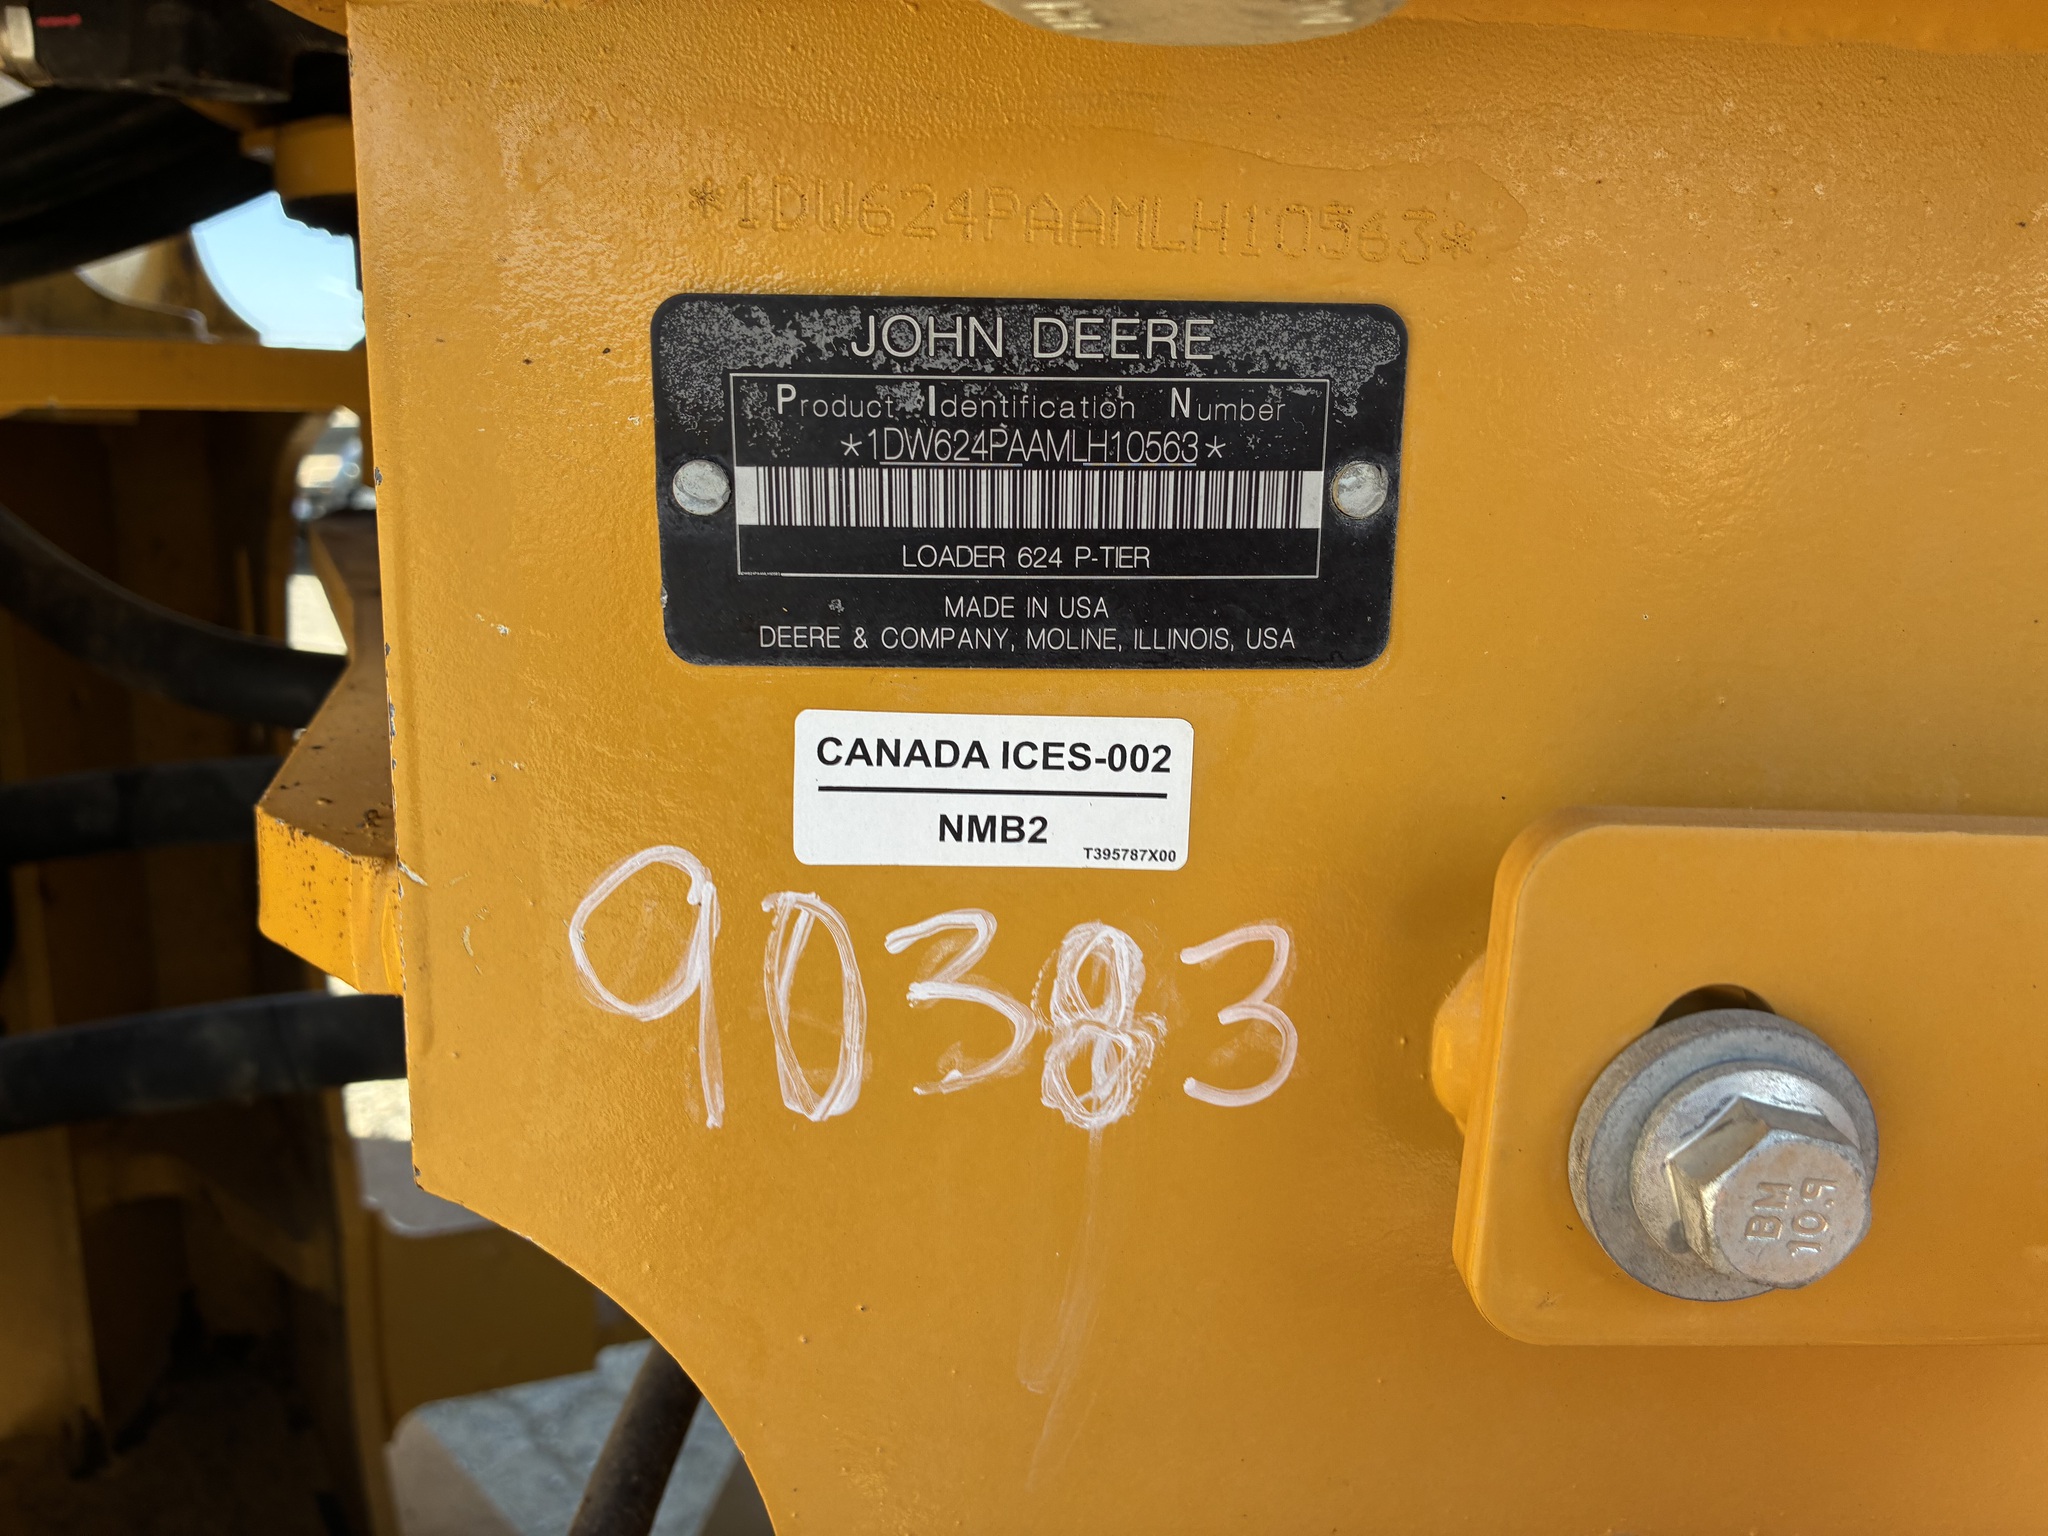 *1DW624PAAMLH10563*
JOHN DEERE
Product Identification Number
*1DW624PAAMLH10563*
LOADER 624 P-TIER
MADE IN USA
DEERE & COMPANY, MOLINE, ILLINOIS, USA
CANADA ICES-002
NMB2
T395787X00
90383
BM
10.9